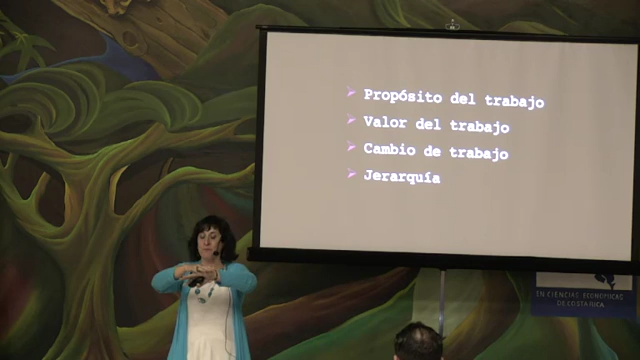 Propósito del trabajo
Valor del trabajo
Cambio de trabajo
Jerarquía
EN CIENCIAS ECONÓMICAS
DE COSTA RICA